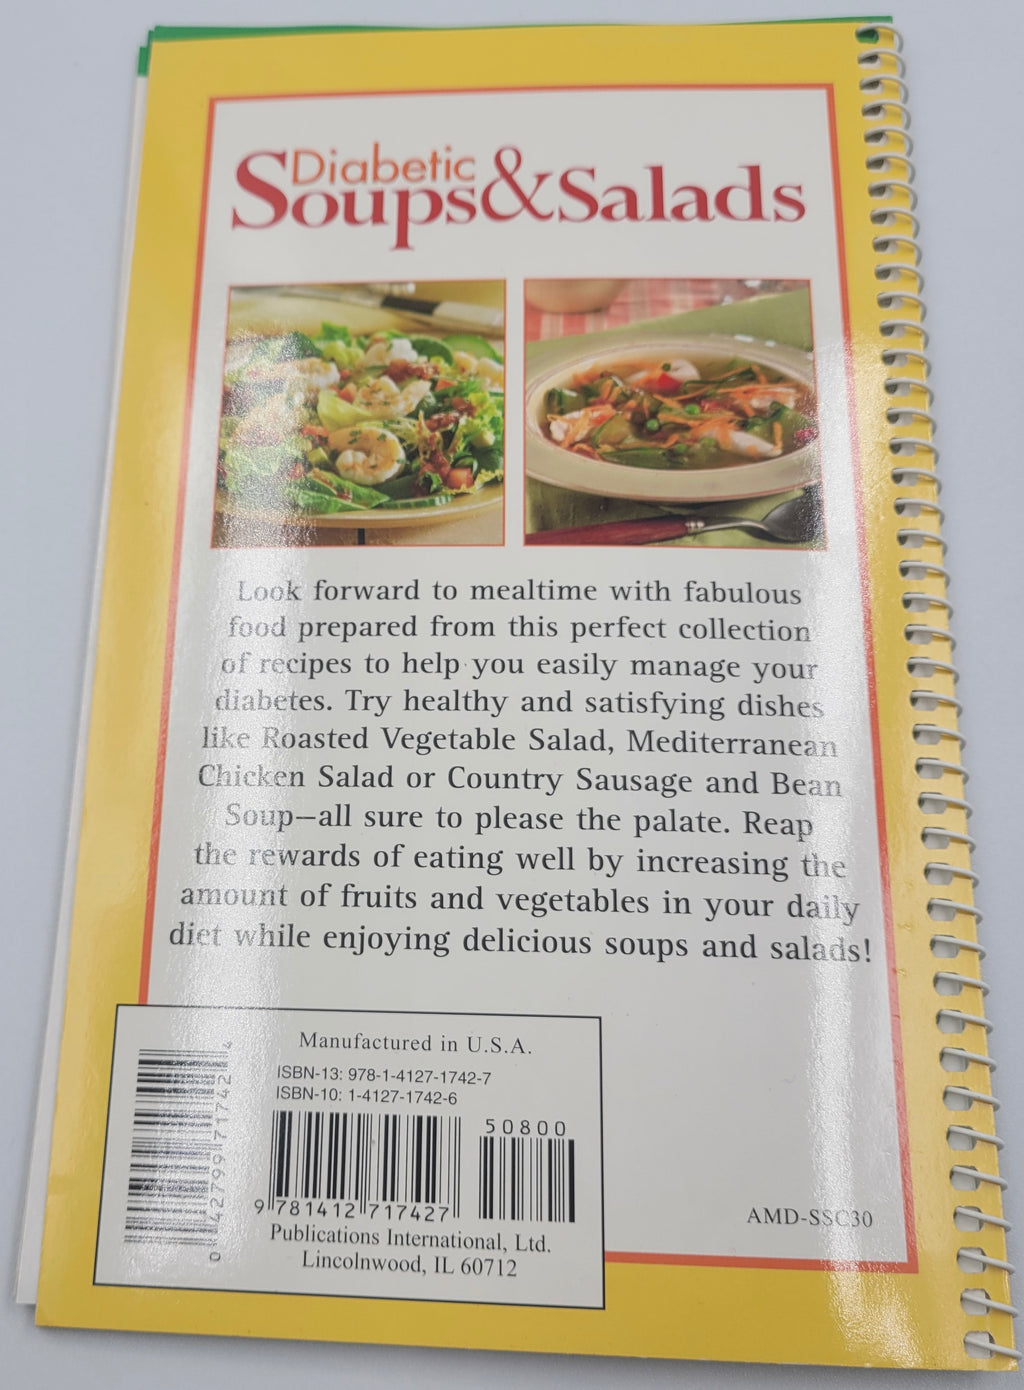 Diabetic
Soups & Salads
Look forward to mealtime with fabulous
food prepared from this perfect collection
of recipes to help you easily manage your
diabetes. Try healthy and satisfying dishes
like Roasted Vegetable Salad, Mediterranean
Chicken Salad or Country Sausage and Bean
Soup—all sure to please the palate. Reap
the rewards of eating well by increasing the
amount of fruits and vegetables in your daily
diet while enjoying delicious soups and salads!
Manufactured in U.S.A.
ISBN-13: 978-1-4127-1742-7
ISBN-10: 1-4127-1742-6
50800
9 781412 717427
0 42799 71742 4
Publications International, Ltd.
Lincolnwood, IL 60712
AMD-SSC30